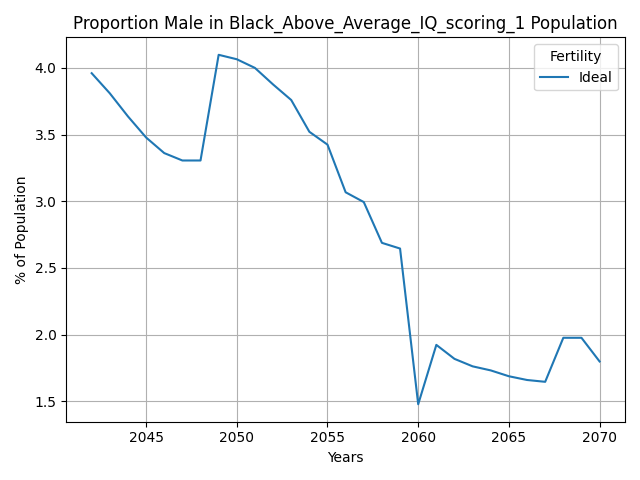 Proportion Male in Black_Above_Average_IQ_scoring_1 Population
Fertility
Ideal
% of Population
4.0
3.5
3.0
2.5
2.0
1.5
2045 2050 2055 2060 2065 2070
Years